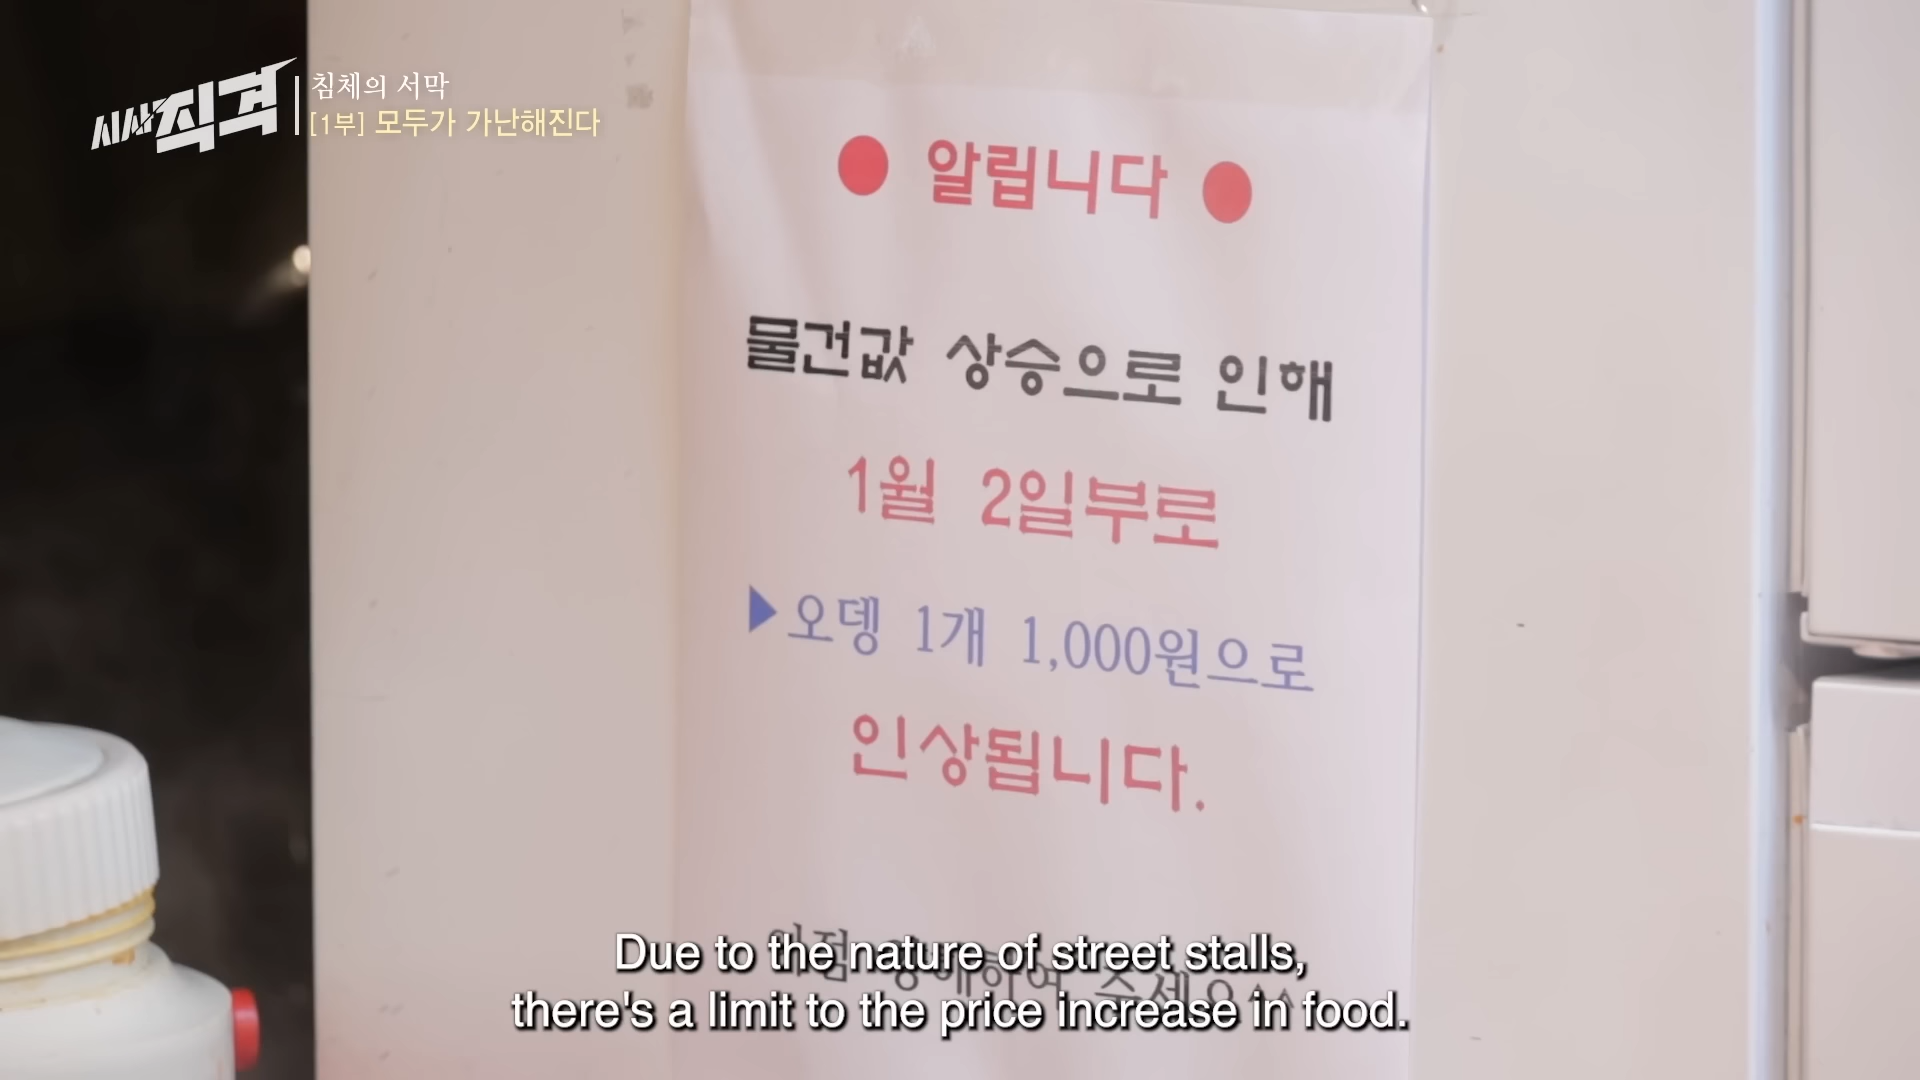 시사직격
침체의 서막
[1부] 모두가 가난해진다
● 알립니다 ●
물건값 상승으로 인해
1월 2일부로
▶오뎅 1개 1,000원으로
인상됩니다.
Due to the nature of street stalls,
there's a limit to the price increase in food.